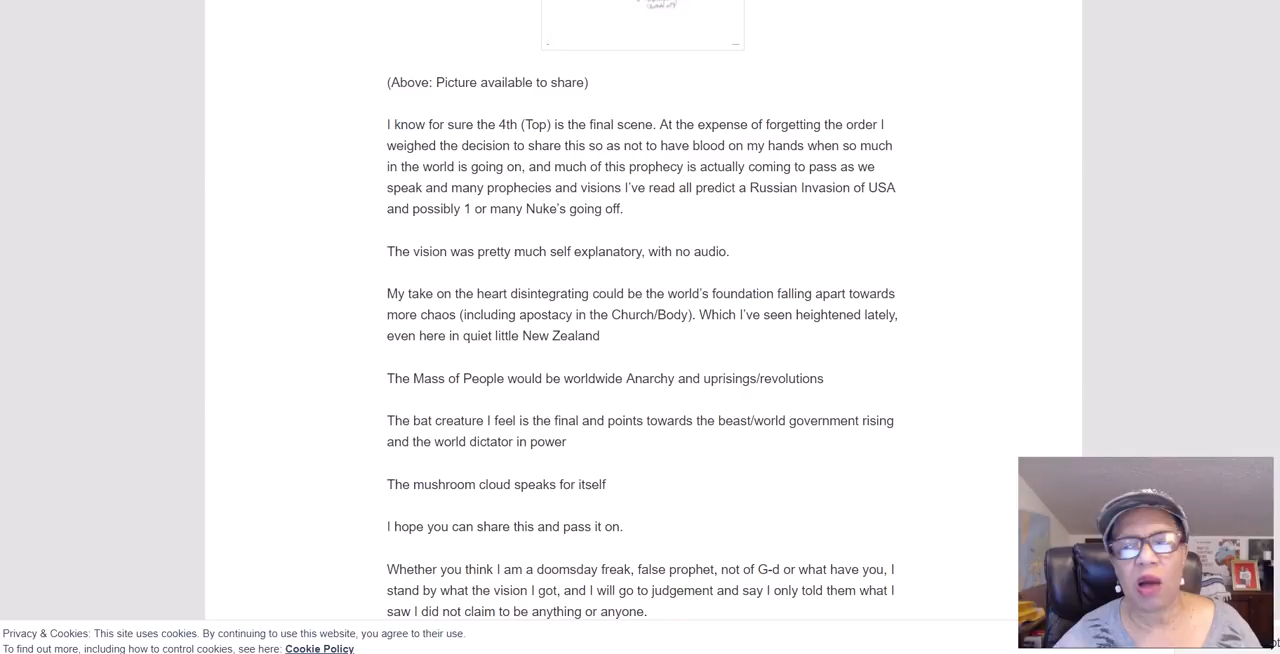 (Above: Picture available to share)
I know for sure the 4th (Top) is the final scene. At the expense of forgetting the order I
weighed the decision to share this so as not to have blood on my hands when so much
in the world is going on, and much of this prophecy is actually coming to pass as we
speak and many prophecies and visions I’ve read all predict a Russian Invasion of USA
and possibly 1 or many Nuke’s going off.
The vision was pretty much self explanatory, with no audio.
My take on the heart disintegrating could be the world’s foundation falling apart towards
more chaos (including apostacy in the Church/Body). Which I’ve seen heightened lately,
even here in quiet little New Zealand
The Mass of People would be worldwide Anarchy and uprisings/revolutions
The bat creature I feel is the final and points towards the beast/world government rising
and the world dictator in power
The mushroom cloud speaks for itself
I hope you can share this and pass it on.
Whether you think I am a doomsday freak, false prophet, not of G-d or what have you, I
stand by what the vision I got, and I will go to judgement and say I only told them what I
saw I did not claim to be anything or anyone.
Privacy & Cookies: This site uses cookies. By continuing to use this website, you agree to their use.
To find out more, including how to control cookies, see here: Cookie Policy